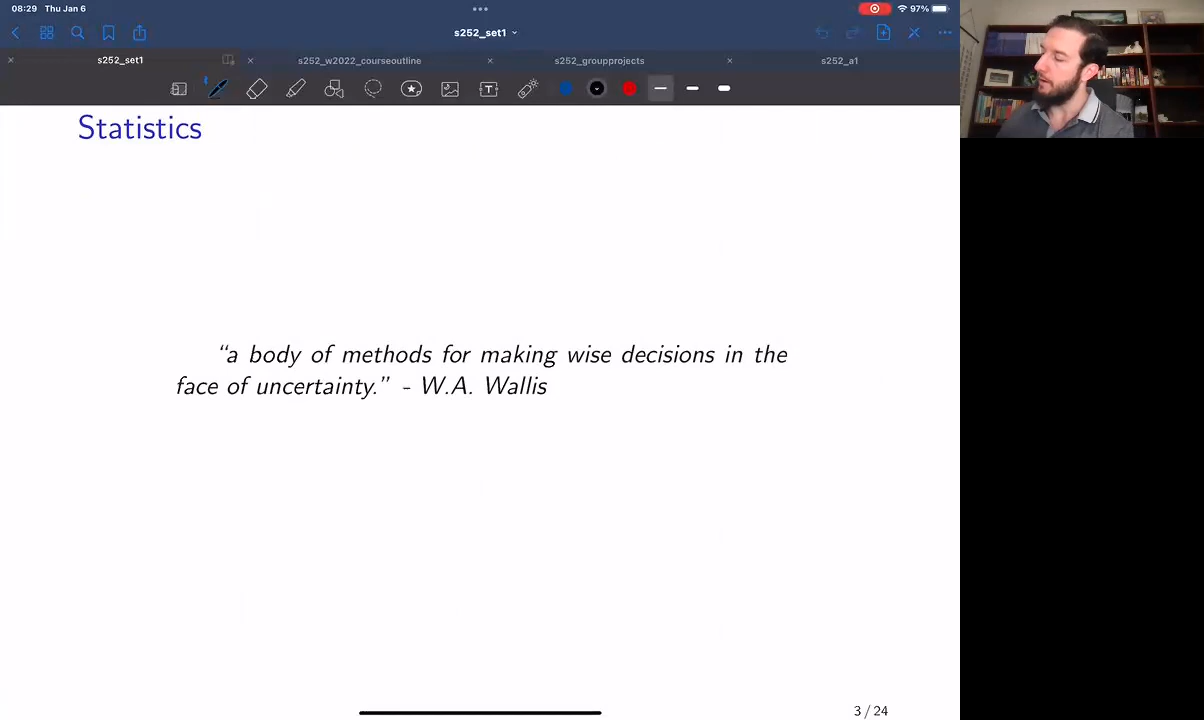 08:29 Thu Jan 6
97%
s252_set1
s252_set1 s252_w2022_courseoutline s252_groupprojects s252_a1
Statistics
“a body of methods for making wise decisions in the
face of uncertainty.” - W.A. Wallis
3 / 24